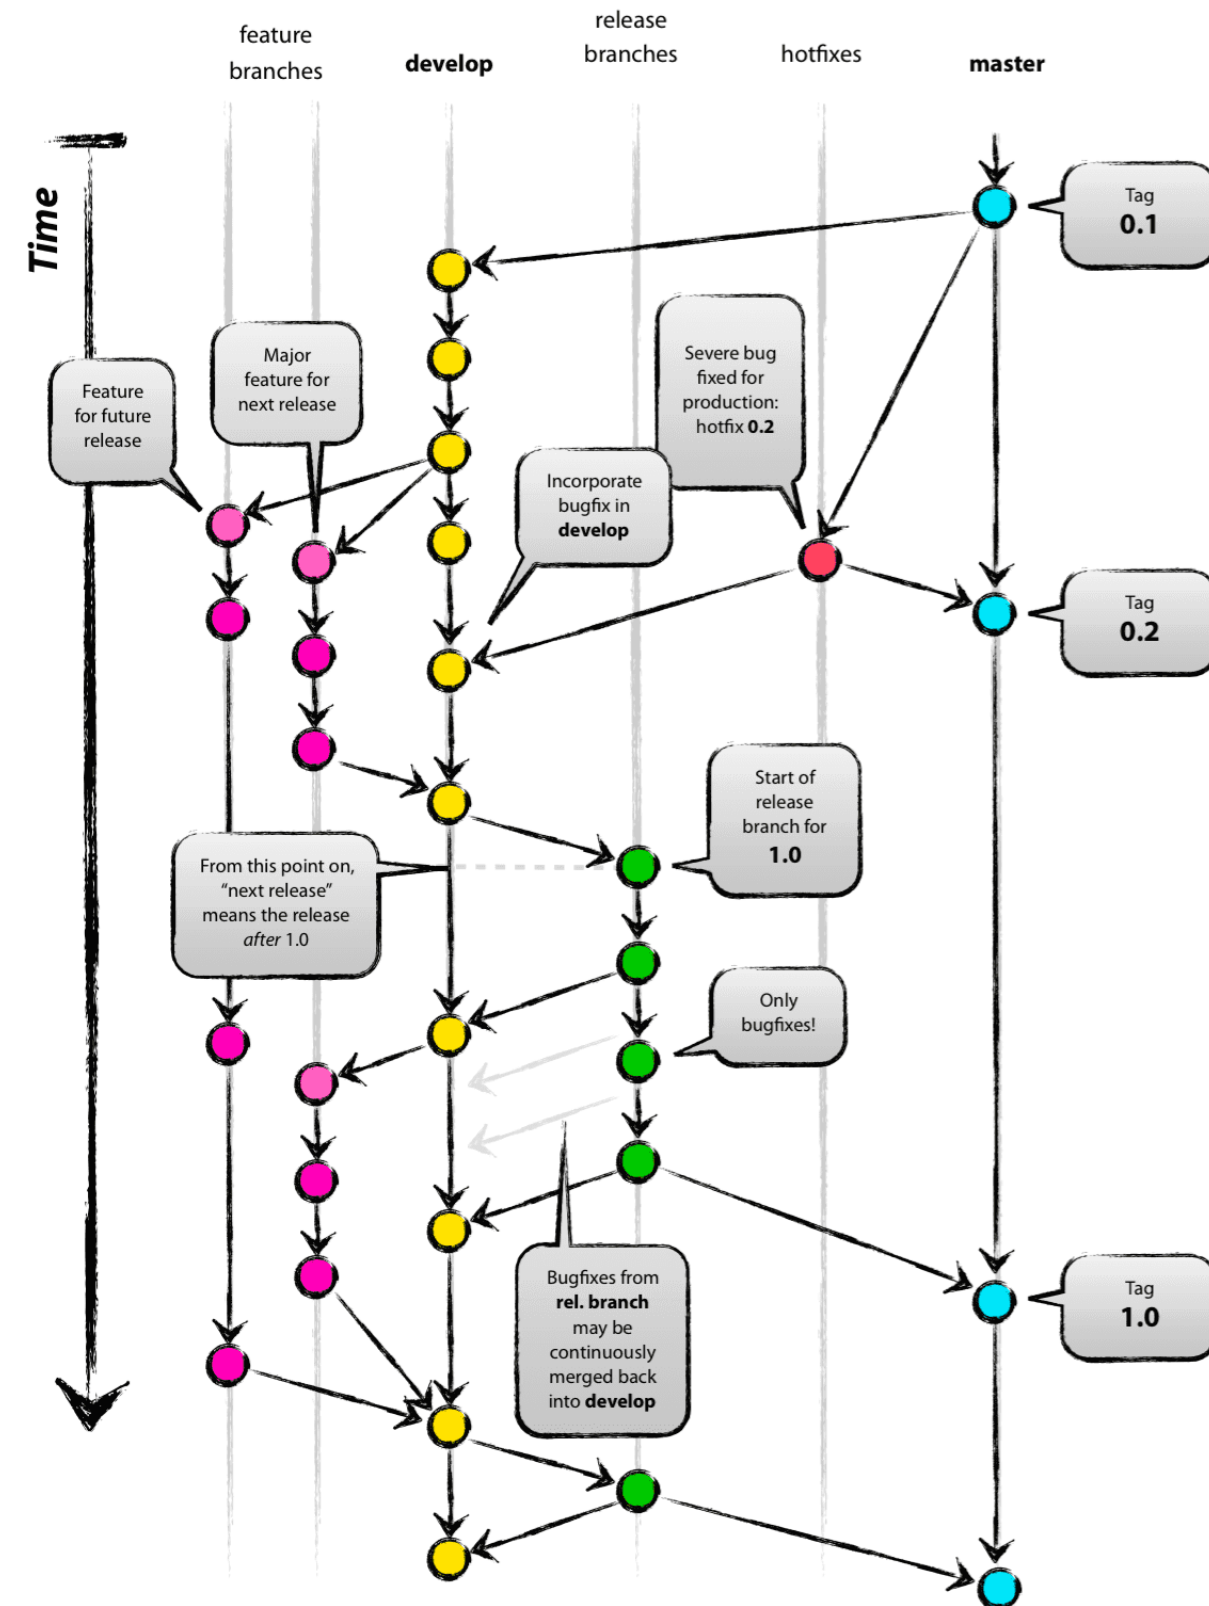 feature
branches
develop
release
branches
hotfixes
master
Time
Tag
0.1
Major
feature for
next release
Severe bug
fixed for
production:
hotfix 0.2
Feature
for future
release
Incorporate
bugfix in
develop
Tag
0.2
Start of
release
branch for
1.0
From this point on,
“next release”
means the release
after 1.0
Only
bugfixes!
Bugfixes from
rel. branch
may be
continuously
merged back
into develop
Tag
1.0